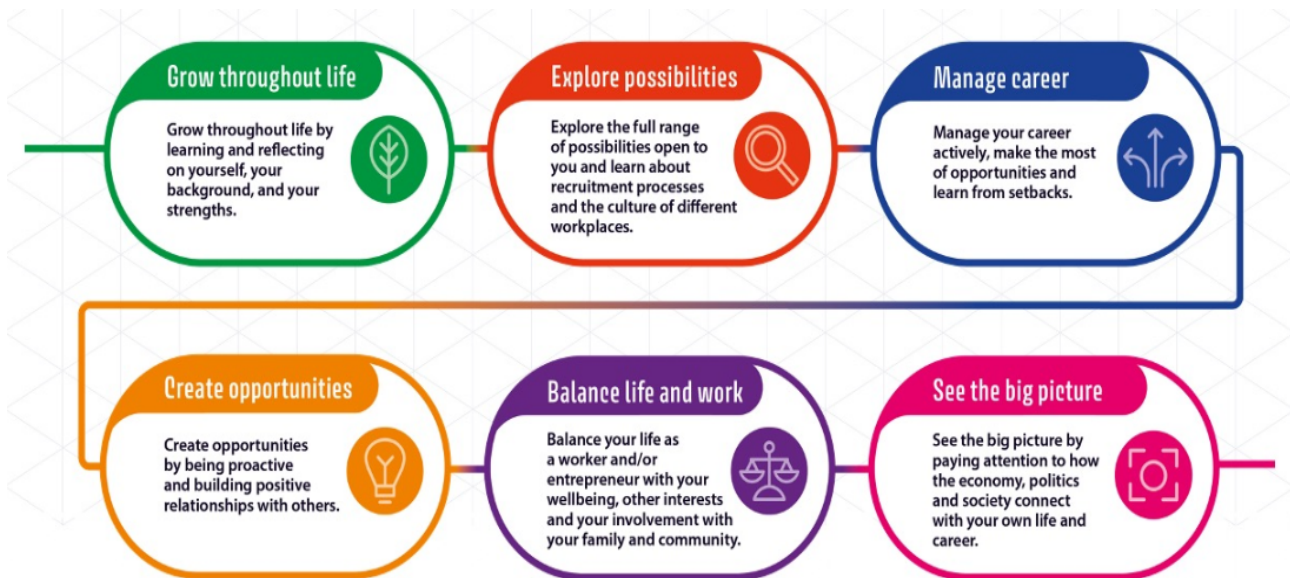 Grow throughout life
Grow throughout life by
learning and reflecting
on yourself, your
background, and your
strengths.
Explore possibilities
Explore the full range
of possibilities open to
you and learn about
recruitment processes
and the culture of different
workplaces.
Manage career
Manage your career
actively, make the most
of opportunities and
learn from setbacks.
Create opportunities
Create opportunities
by being proactive
and building positive
relationships with others.
Balance life and work
Balance your life as
a worker and/or
entrepreneur with your
wellbeing, other interests
and your involvement with
your family and community.
See the big picture
See the big picture by
paying attention to how
the economy, politics
and society connect
with your own life and
career.